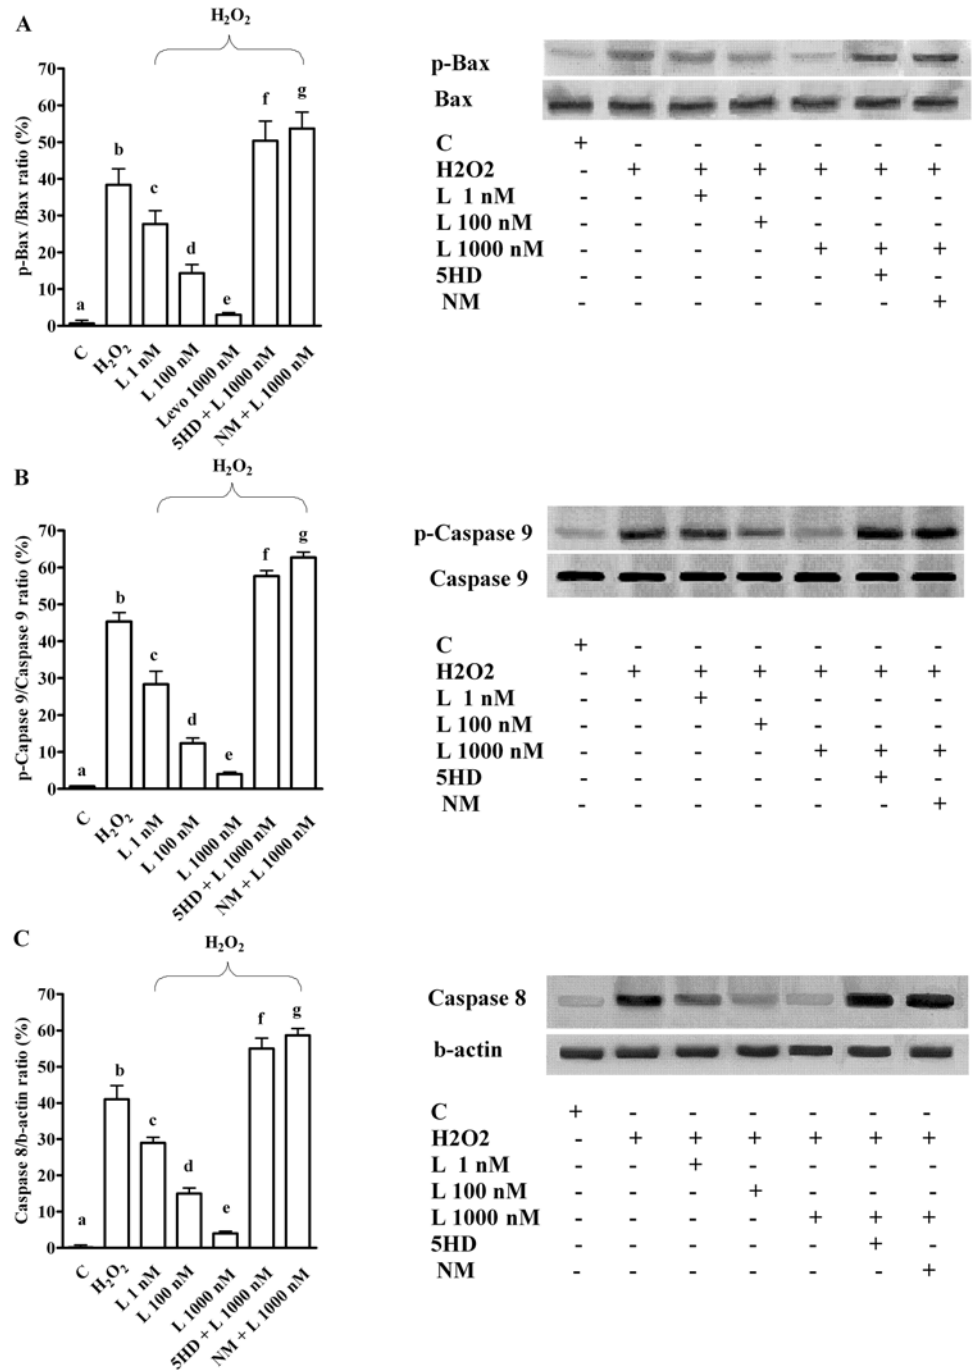 A
H₂O₂
p-Bax /Bax ratio (%)
70
60
50
40
30
20
10
0
a
b
c
d
e
f
g
C
H₂O₂
L 1 nM
L 100 nM
Levo 1000 nM
5HD + L 1000 nM
NM + L 1000 nM
p-Bax
Bax
C + - - - - - -
H2O2 - + + + + + +
L 1 nM - - + - - - -
L 100 nM - - - + - - -
L 1000 nM - - - - + + +
5HD - - - - - + -
NM - - - - - - +
B
H₂O₂
p-Capase 9/Caspase 9 ratio (%)
70
60
50
40
30
20
10
0
a
b
c
d
e
f
g
C
H₂O₂
L 1 nM
L 100 nM
L 1000 nM
5HD + L 1000 nM
NM + L 1000 nM
p-Caspase 9
Caspase 9
C + - - - - - -
H2O2 - + + + + + +
L 1 nM - - + - - - -
L 100 nM - - - + - - -
L 1000 nM - - - - + + +
5HD - - - - - + -
NM - - - - - - +
C
H₂O₂
Caspase 8/b-actin ratio (%)
70
60
50
40
30
20
10
0
a
b
c
d
e
f
g
C
H₂O₂
L 1 nM
L 100 nM
L 1000 nM
5HD + L 1000 nM
NM + L 1000 nM
Caspase 8
b-actin
C + - - - - - -
H2O2 - + + + + + +
L 1 nM - - + - - - -
L 100 nM - - - + - - -
L 1000 nM - - - - + + +
5HD - - - - - + -
NM - - - - - - +